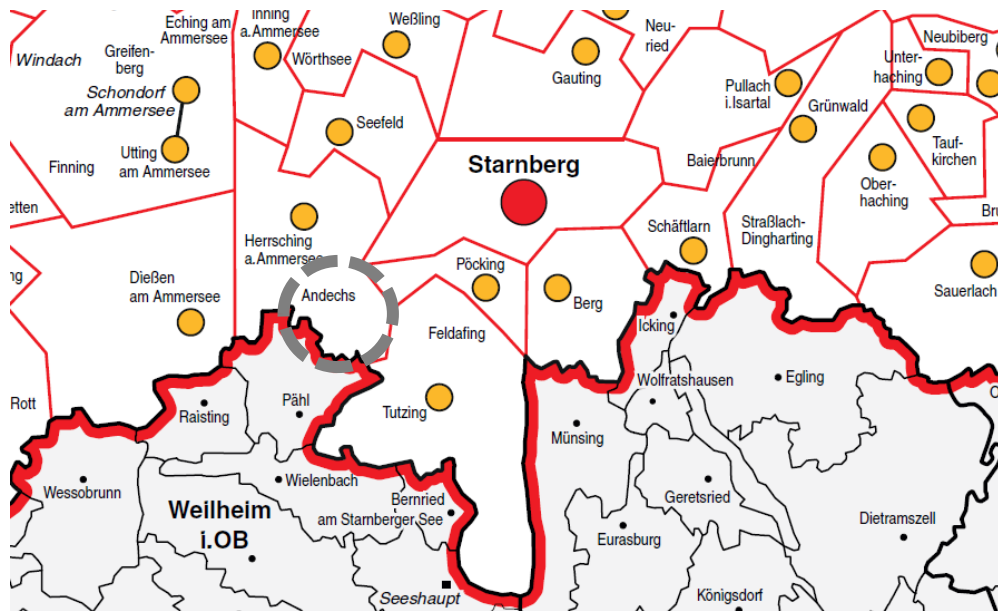 Eching am
Ammersee
Inning
a.Ammersee
Weßling
Neu-
ried
Neubiberg
Greifen-
berg
Windach
Wörthsee
Gauting
Unter-
haching
Pullach
i.Isartal
Schondorf
am Ammersee
Seefeld
Grünwald
Utting
am Ammersee
Finning
Starnberg
Baierbrunn
Tauf-
kirchen
Ober-
haching
etten
Bru
Herrsching
a.Ammersee
Schäftlarn
Straßlach-
Dingharting
ng
Dießen
am Ammersee
Andechs
Pöcking
Berg
Sauerlach
Feldafing
Icking
Rott
Raisting
Pähl
Tutzing
Wolfratshausen
Egling
Münsing
Wessobrunn
Wielenbach
Weilheim
i.OB
Bernried
am Starnberger See
Geretsried
Eurasburg
Dietramszell
Seeshaupt
Königsdorf